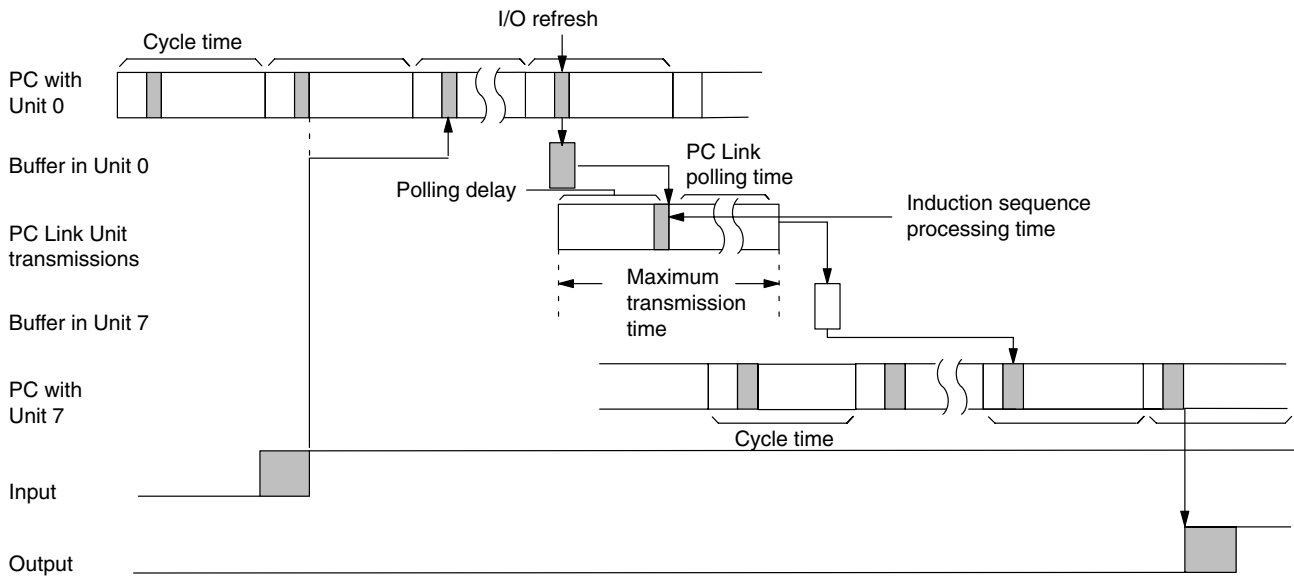 I/O refresh
Cycle time
PC with
Unit 0
Buffer in Unit 0
PC Link
polling time
Polling delay
Induction sequence
processing time
PC Link Unit
transmissions
Maximum
transmission
time
Buffer in Unit 7
PC with
Unit 7
Cycle time
Input
Output